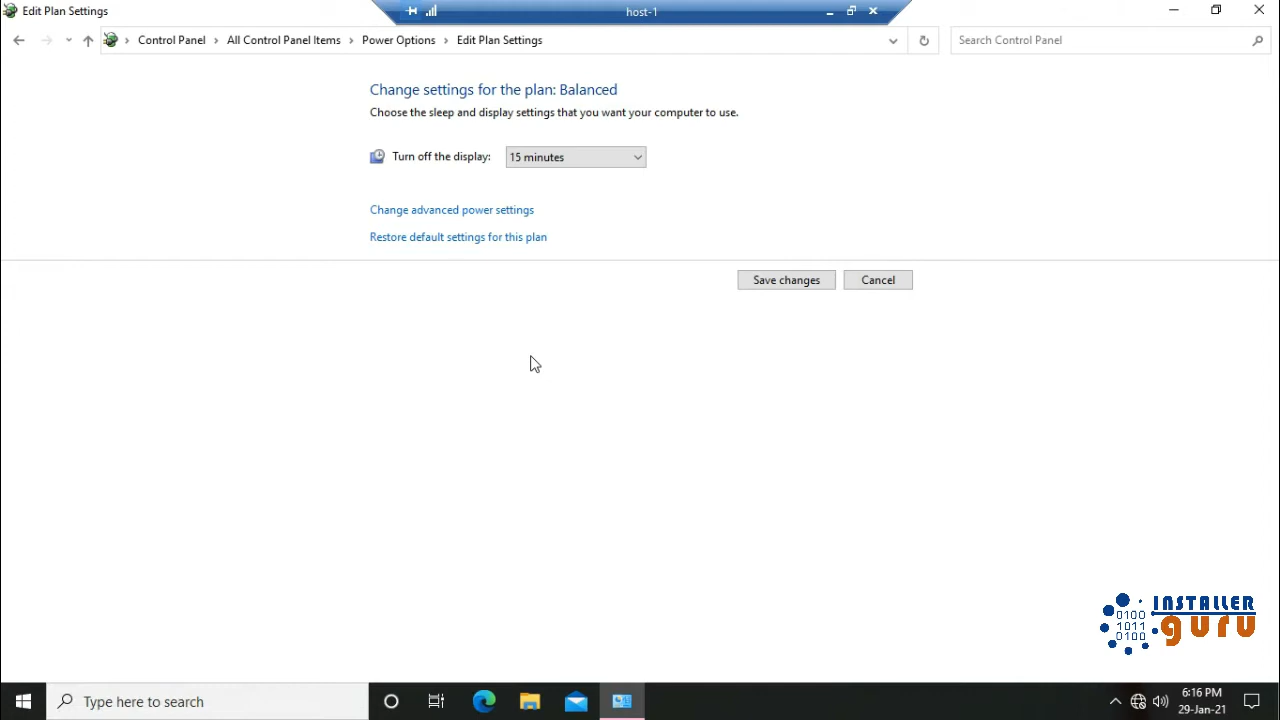 Edit Plan Settings
host-1
Control Panel
All Control Panel Items
Power Options
Edit Plan Settings
Search Control Panel
Change settings for the plan: Balanced
Choose the sleep and display settings that you want your computer to use.
Turn off the display:
15 minutes
Change advanced power settings
Restore default settings for this plan
Save changes
Cancel
0100
1011
0100
INSTALLER
guru
Type here to search
6:16 PM
29-Jan-21